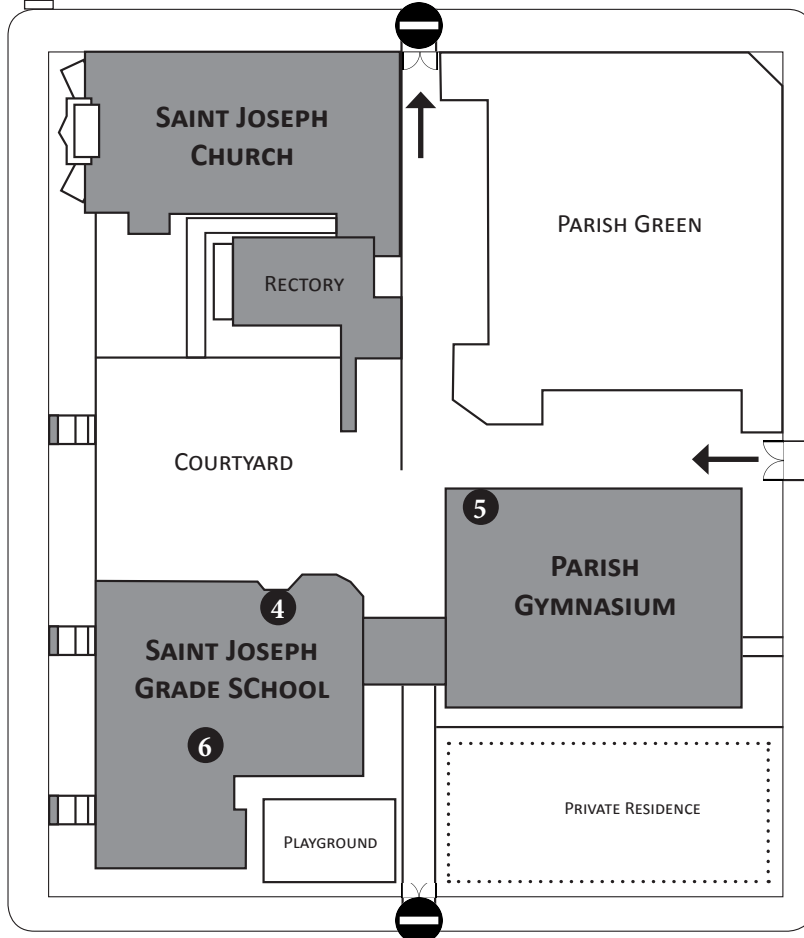 SAINT JOSEPH
CHURCH
PARISH GREEN
RECTORY
COURTYARD
5
PARISH
GYMNASIUM
4
SAINT JOSEPH
GRADE SCHOOL
6
PLAYGROUND
PRIVATE RESIDENCE